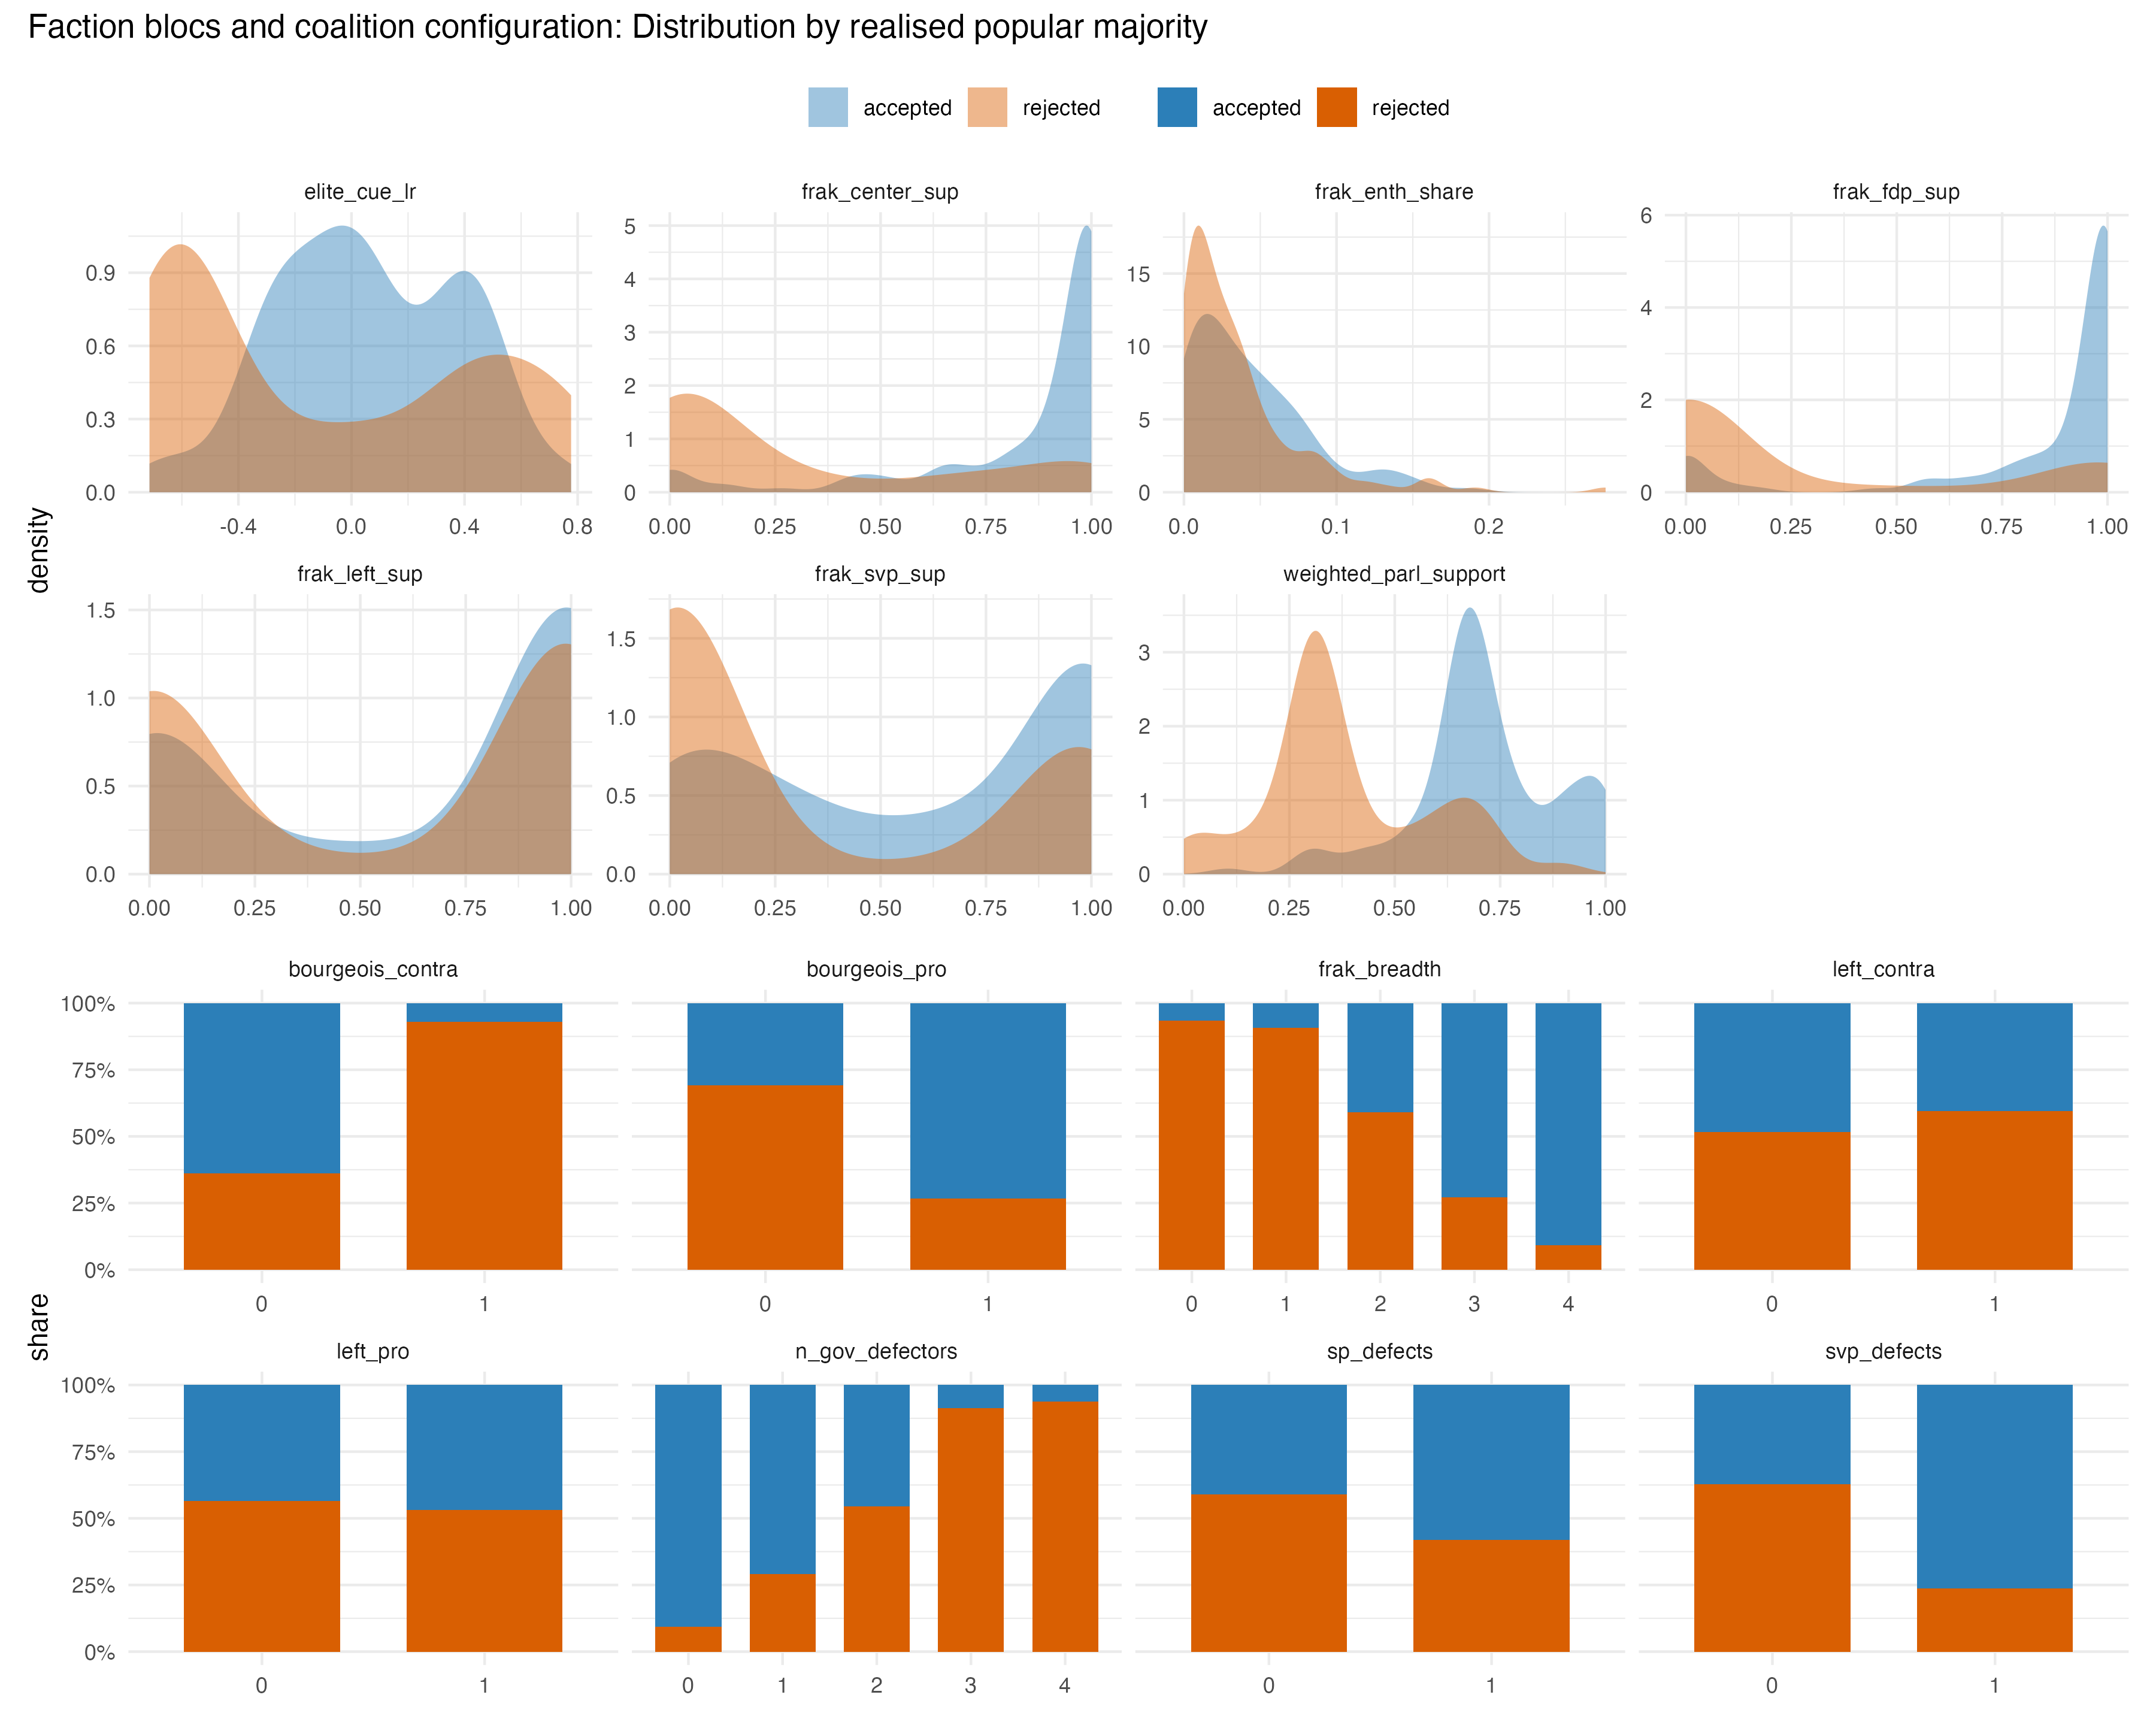 Faction blocs and coalition configuration: Distribution by realised popular majority
accepted rejected accepted rejected
elite_cue_lr frak_center_sup frak_enth_share frak_fdp_sup
0.9 0.6 0.3 0.0
5 4 3 2 1 0
15 10 5 0
6 4 2 0
-0.4 0.0 0.4 0.8
0.00 0.25 0.50 0.75 1.00
0.0 0.1 0.2
0.00 0.25 0.50 0.75 1.00
density
frak_left_sup frak_svp_sup weighted_parl_support
1.5 1.0 0.5 0.0
1.5 1.0 0.5 0.0
3 2 1 0
0.00 0.25 0.50 0.75 1.00
0.00 0.25 0.50 0.75 1.00
0.00 0.25 0.50 0.75 1.00
bourgeois_contra bourgeois_pro frak_breadth left_contra
100%
75%
50%
25%
0%
0 1 0 1 0 1 2 3 4 0 1
share
left_pro n_gov_defectors sp_defects svp_defects
100%
75%
50%
25%
0%
0 1 0 1 2 3 4 0 1 0 1